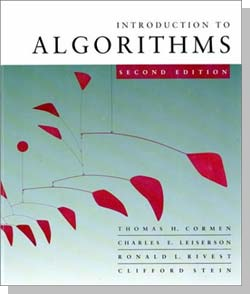 INTRODUCTION TO
ALGORITHMS
SECOND EDITION
THOMAS H. CORMEN
CHARLES E. LEISERSON
RONALD L. RIVEST
CLIFFORD STEIN